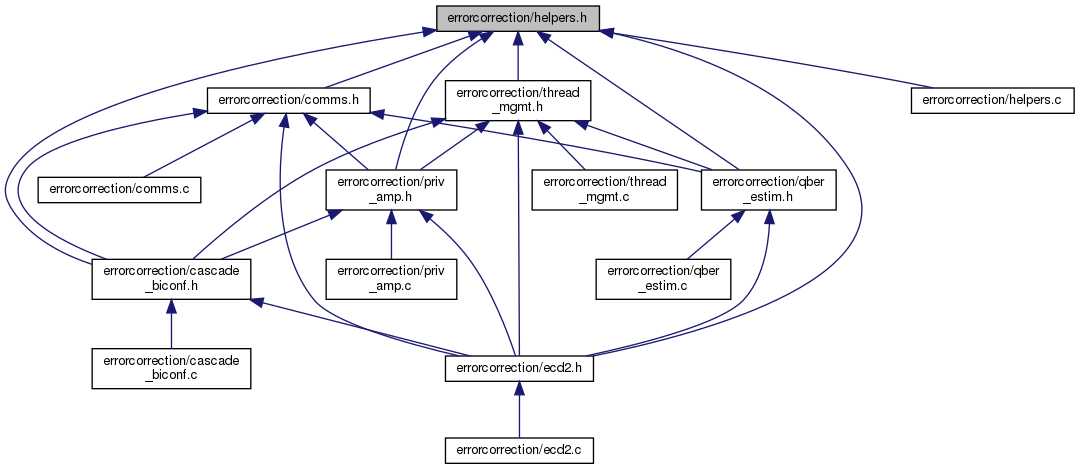 errorcorrection/helpers.h
errorcorrection/comms.h
errorcorrection/thread
_mgmt.h
errorcorrection/helpers.c
errorcorrection/comms.c
errorcorrection/priv
_amp.h
errorcorrection/thread
_mgmt.c
errorcorrection/qber
_estim.h
errorcorrection/cascade
_biconf.h
errorcorrection/priv
_amp.c
errorcorrection/qber
_estim.c
errorcorrection/cascade
_biconf.c
errorcorrection/ecd2.h
errorcorrection/ecd2.c